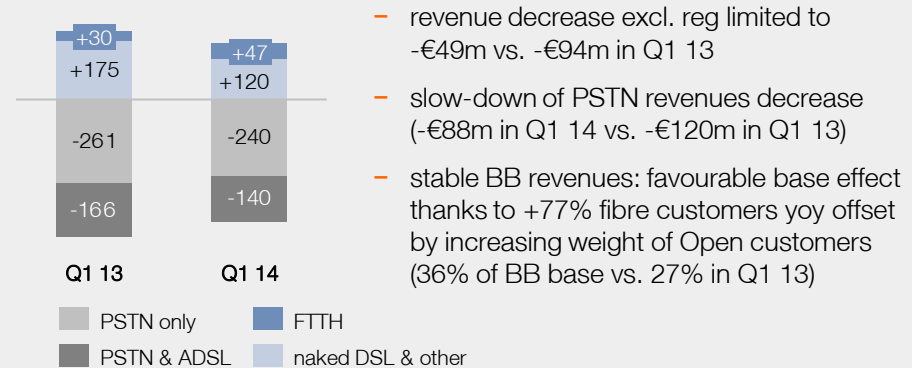 +30
+175
-261
-166
Q1 13
+47
+120
-240
-140
Q1 14
PSTN only
FTTH
PSTN & ADSL
naked DSL & other
– revenue decrease excl. reg limited to
-€49m vs. -€94m in Q1 13
– slow-down of PSTN revenues decrease
(-€88m in Q1 14 vs. -€120m in Q1 13)
– stable BB revenues: favourable base effect
thanks to +77% fibre customers yoy offset
by increasing weight of Open customers
(36% of BB base vs. 27% in Q1 13)